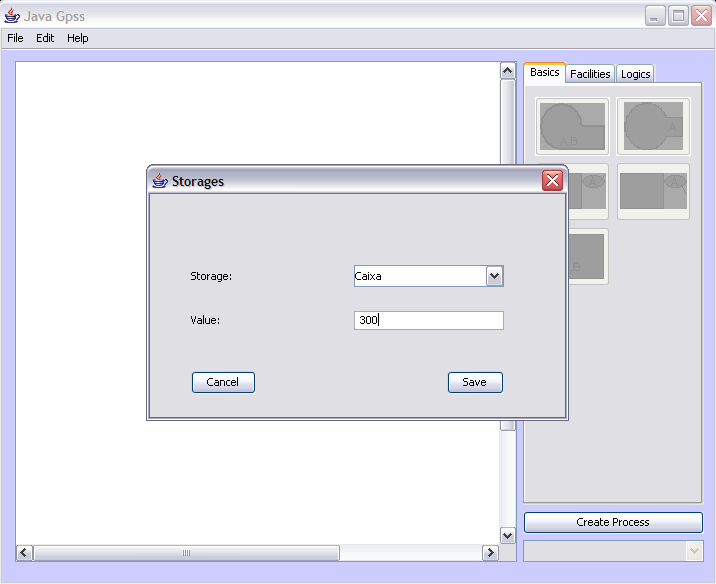 Java Gpss
File Edit Help
Basics Facilities Logics
A,B
A
A
Storages
B
Storage: Caixa
Value: 300
Cancel Save
Create Process